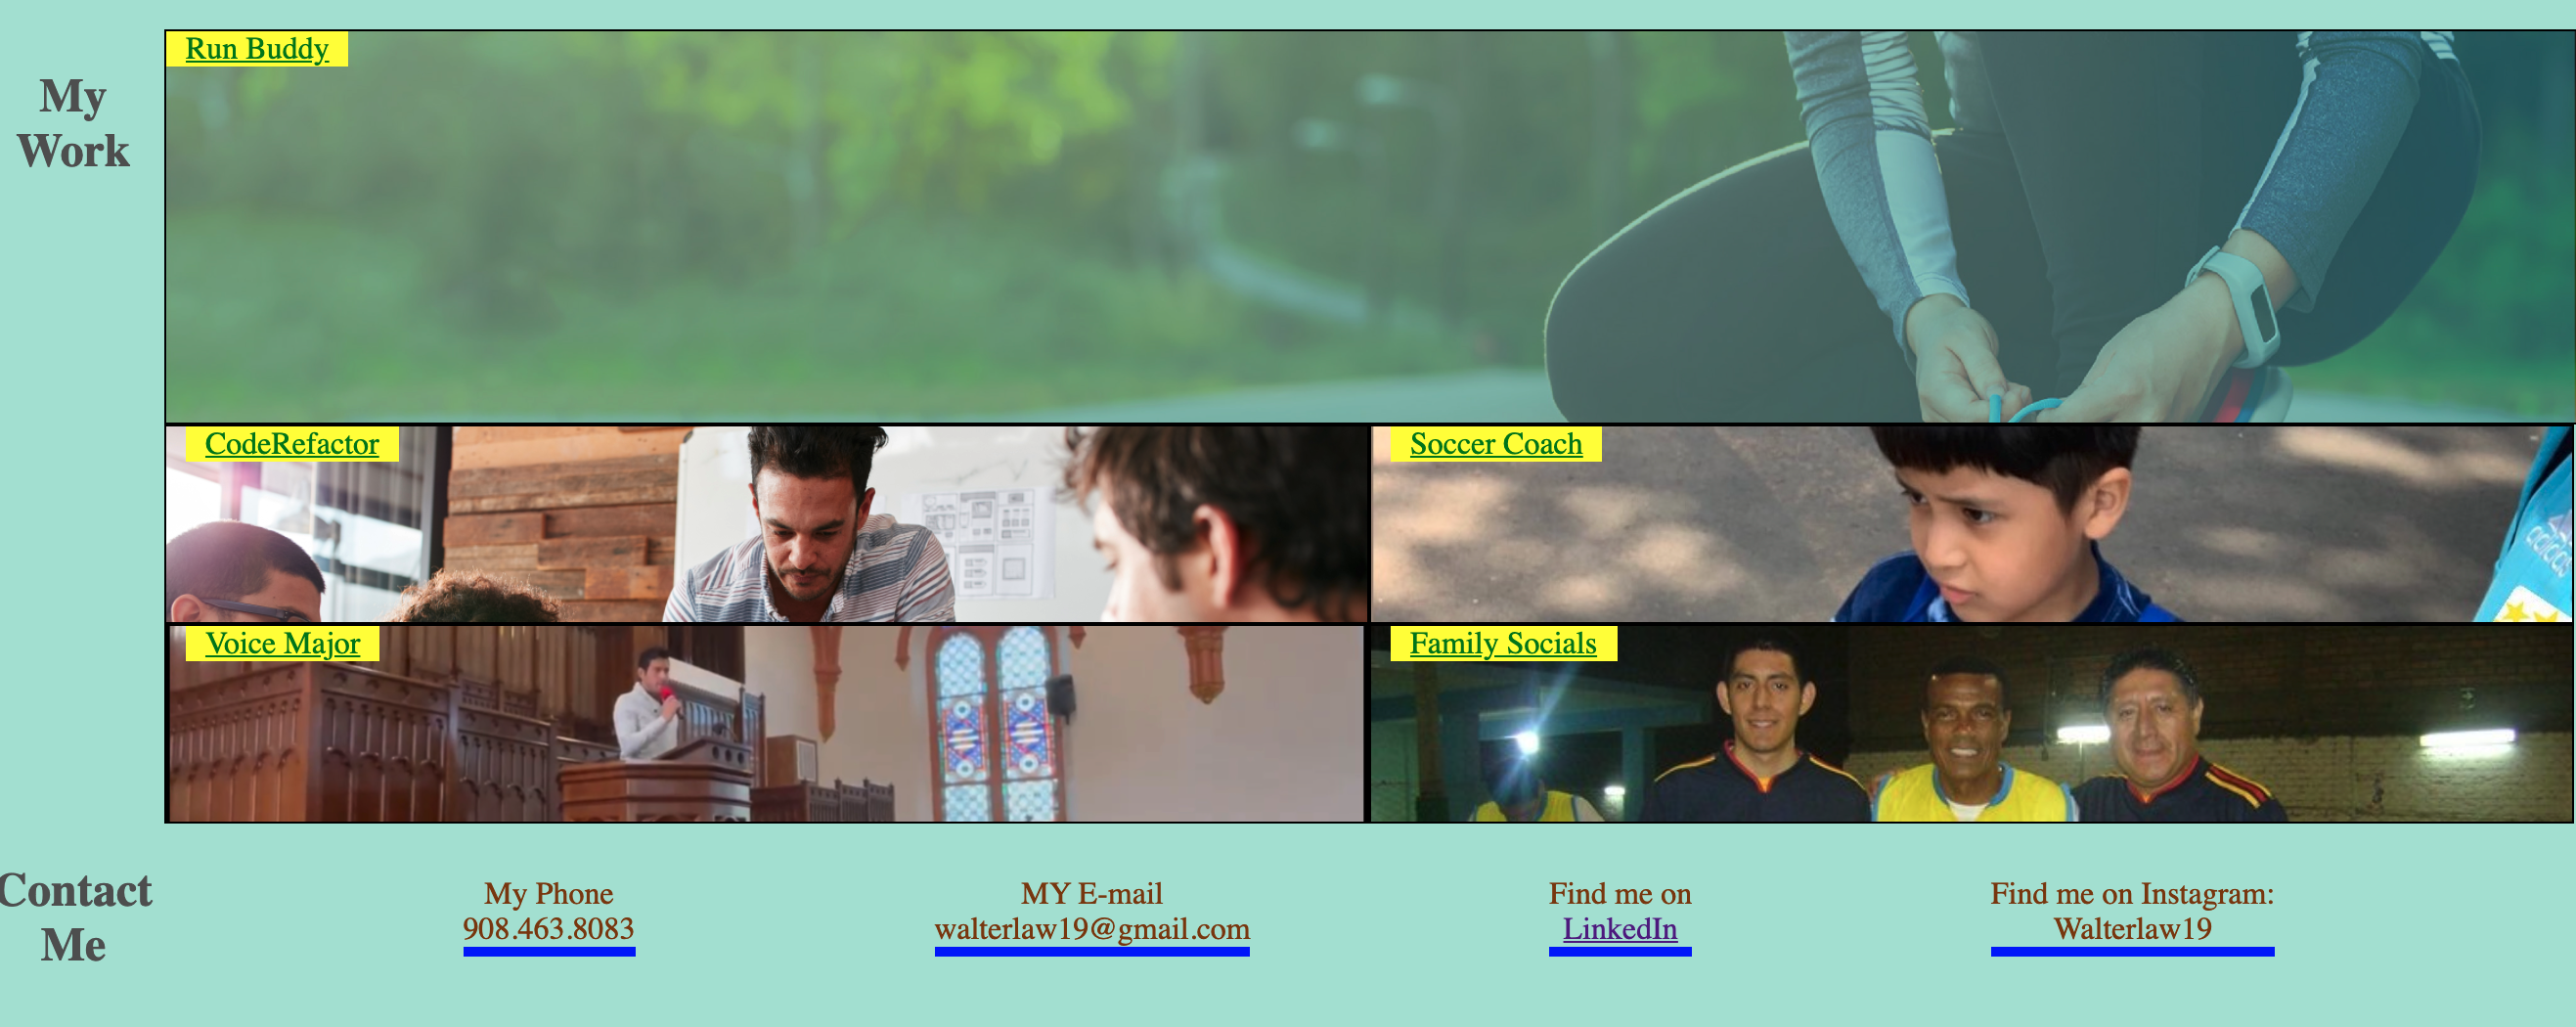 My
Work
Run Buddy
CodeRefactor
Soccer Coach
adidas
Voice Major
Family Socials
Contact
Me
My Phone
908.463.8083
MY E-mail
walterlaw19@gmail.com
Find me on
LinkedIn
Find me on Instagram:
Walterlaw19